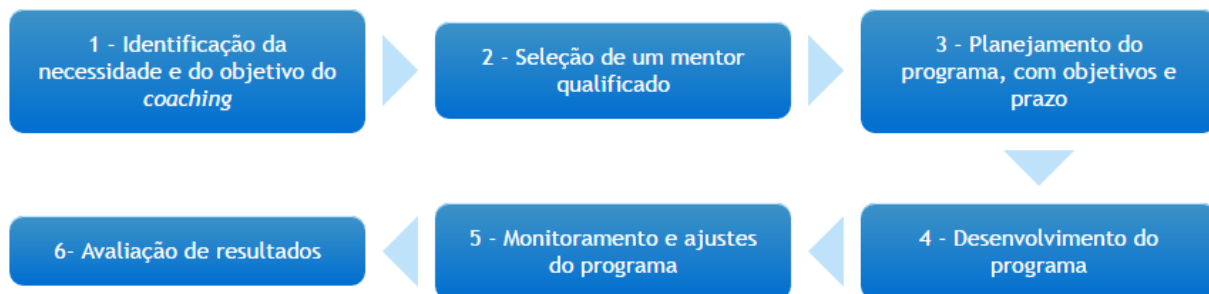 1 - Identificação da
necessidade e do objetivo do
coaching
2 - Seleção de um mentor
qualificado
3 - Planejamento do
programa, com objetivos e
prazo
4 - Desenvolvimento do
programa
5 - Monitoramento e ajustes
do programa
6- Avaliação de resultados